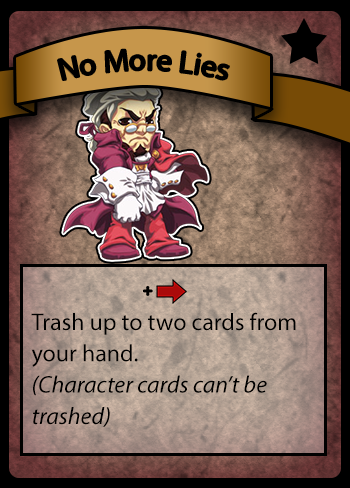 No More Lies
+
Trash up to two cards from
your hand.
(Character cards can't be
trashed)